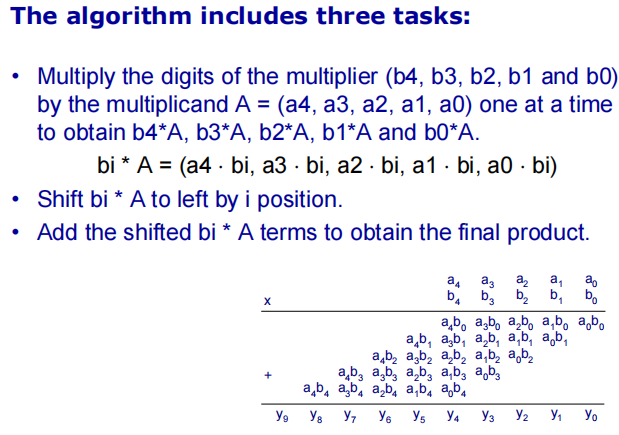 The algorithm includes three tasks:
• Multiply the digits of the multiplier (b4, b3, b2, b1 and b0)
by the multiplicand A = (a4, a3, a2, a1, a0) one at a time
to obtain b4*A, b3*A, b2*A, b1*A and b0*A.
bi * A = (a4 · bi, a3 · bi, a2 · bi, a1 · bi, a0 · bi)
• Shift bi * A to left by i position.
• Add the shifted bi * A terms to obtain the final product.
a₄ a₃ a₂ a₁ a₀
x b₄ b₃ b₂ b₁ b₀
a₄b₀ a₃b₀ a₂b₀ a₁b₀ a₀b₀
a₄b₁ a₃b₁ a₂b₁ a₁b₁ a₀b₁
a₄b₂ a₃b₂ a₂b₂ a₁b₂ a₀b₂
+ a₄b₃ a₃b₃ a₂b₃ a₁b₃ a₀b₃
a₄b₄ a₃b₄ a₂b₄ a₁b₄ a₀b₄
y₉ y₈ y₇ y₆ y₅ y₄ y₃ y₂ y₁ y₀